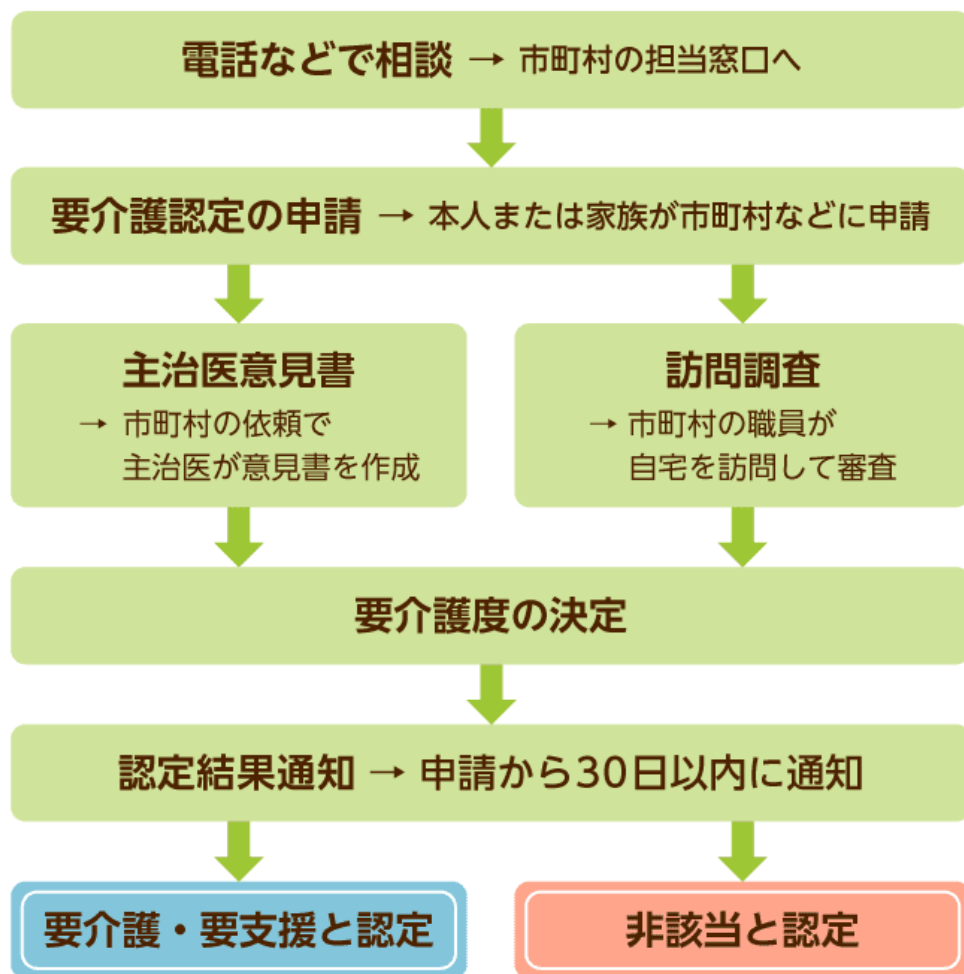 電話などで相談 → 市町村の担当窓口へ
要介護認定の申請 → 本人または家族が市町村などに申請
主治医意見書
→ 市町村の依頼で
主治医が意見書を作成
訪問調査
→ 市町村の職員が
自宅を訪問して審査
要介護度の決定
認定結果通知 → 申請から30日以内に通知
要介護・要支援と認定
非該当と認定